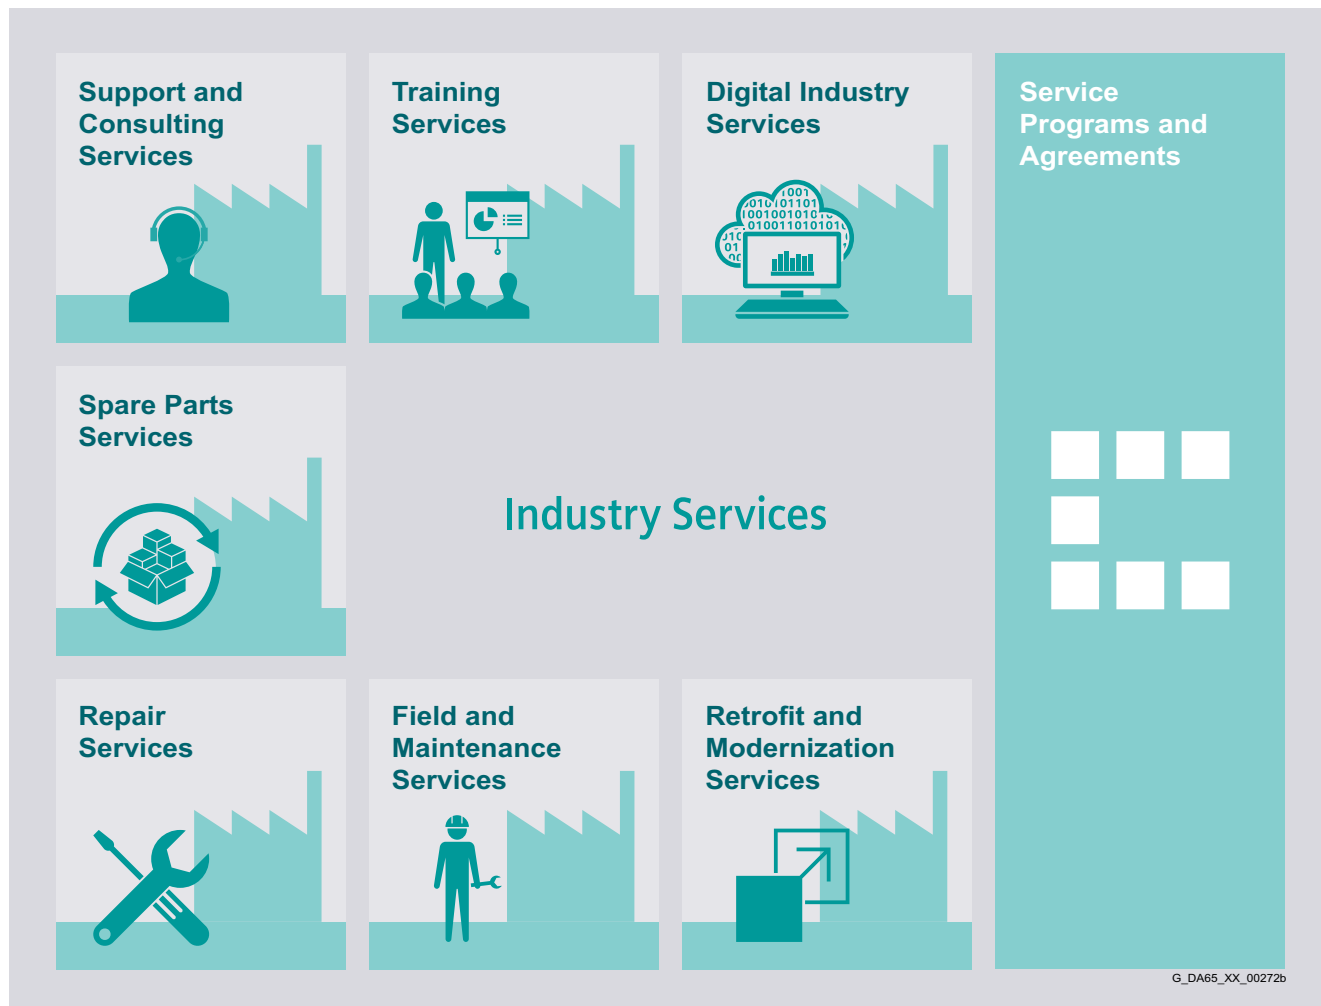 Support and
Consulting
Services
Training
Services
Digital Industry
Services
Service
Programs and
Agreements
Spare Parts
Services
Industry Services
Repair
Services
Field and
Maintenance
Services
Retrofit and
Modernization
Services
G_DA65_XX_00272b